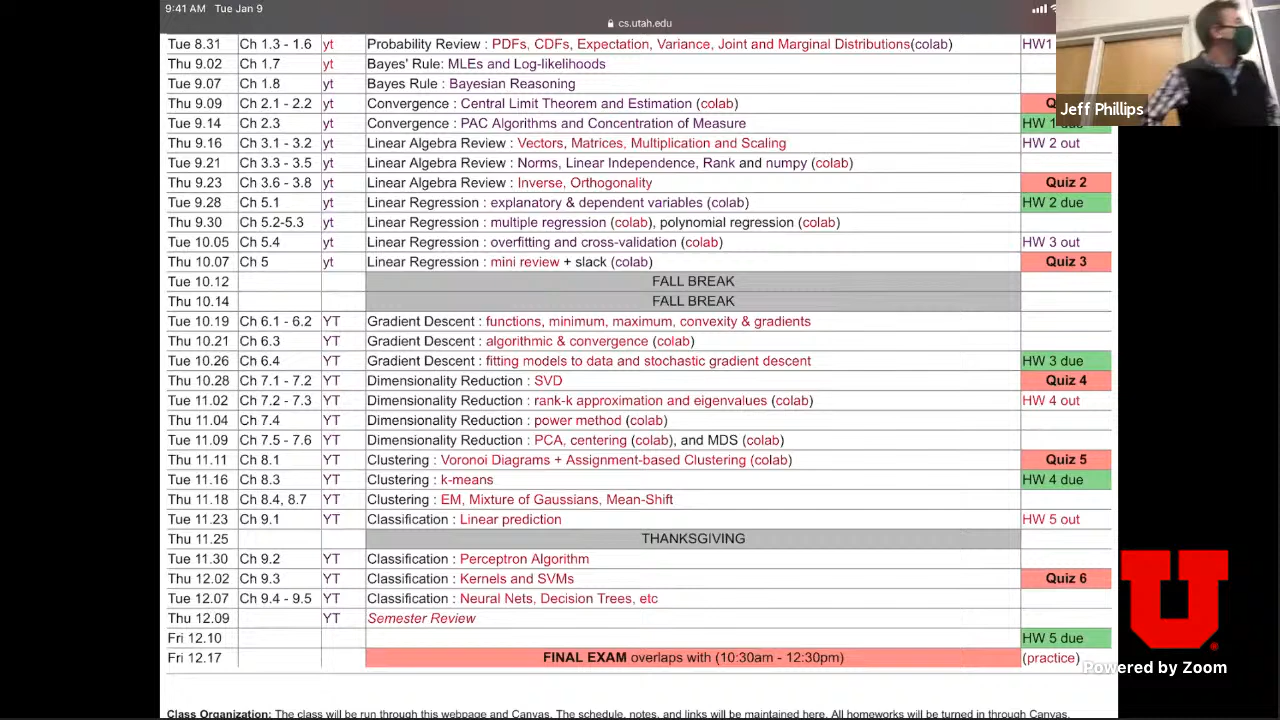 9:41 AM Tue Jan 9
cs.utah.edu
Tue 8.31 Ch 1.3 - 1.6 yt Probability Review : PDFs, CDFs, Expectation, Variance, Joint and Marginal Distributions(colab) HW1
Thu 9.02 Ch 1.7 yt Bayes' Rule: MLEs and Log-likelihoods
Tue 9.07 Ch 1.8 yt Bayes Rule : Bayesian Reasoning
Thu 9.09 Ch 2.1 - 2.2 yt Convergence : Central Limit Theorem and Estimation (colab)
Jeff Phillips
Tue 9.14 Ch 2.3 yt Convergence : PAC Algorithms and Concentration of Measure HW 1 due
Thu 9.16 Ch 3.1 - 3.2 yt Linear Algebra Review : Vectors, Matrices, Multiplication and Scaling HW 2 out
Tue 9.21 Ch 3.3 - 3.5 yt Linear Algebra Review : Norms, Linear Independence, Rank and numpy (colab)
Thu 9.23 Ch 3.6 - 3.8 yt Linear Algebra Review : Inverse, Orthogonality Quiz 2
Tue 9.28 Ch 5.1 yt Linear Regression : explanatory & dependent variables (colab) HW 2 due
Thu 9.30 Ch 5.2-5.3 yt Linear Regression : multiple regression (colab), polynomial regression (colab)
Tue 10.05 Ch 5.4 yt Linear Regression : overfitting and cross-validation (colab) HW 3 out
Thu 10.07 Ch 5 yt Linear Regression : mini review + slack (colab) Quiz 3
Tue 10.12 FALL BREAK
Thu 10.14 FALL BREAK
Tue 10.19 Ch 6.1 - 6.2 YT Gradient Descent : functions, minimum, maximum, convexity & gradients
Thu 10.21 Ch 6.3 YT Gradient Descent : algorithmic & convergence (colab)
Tue 10.26 Ch 6.4 YT Gradient Descent : fitting models to data and stochastic gradient descent HW 3 due
Thu 10.28 Ch 7.1 - 7.2 YT Dimensionality Reduction : SVD Quiz 4
Tue 11.02 Ch 7.2 - 7.3 YT Dimensionality Reduction : rank-k approximation and eigenvalues (colab) HW 4 out
Thu 11.04 Ch 7.4 YT Dimensionality Reduction : power method (colab)
Tue 11.09 Ch 7.5 - 7.6 YT Dimensionality Reduction : PCA, centering (colab), and MDS (colab)
Thu 11.11 Ch 8.1 YT Clustering : Voronoi Diagrams + Assignment-based Clustering (colab) Quiz 5
Tue 11.16 Ch 8.3 YT Clustering : k-means HW 4 due
Thu 11.18 Ch 8.4, 8.7 YT Clustering : EM, Mixture of Gaussians, Mean-Shift
Tue 11.23 Ch 9.1 YT Classification : Linear prediction HW 5 out
Thu 11.25 THANKSGIVING
Tue 11.30 Ch 9.2 YT Classification : Perceptron Algorithm
Thu 12.02 Ch 9.3 YT Classification : Kernels and SVMs Quiz 6
Tue 12.07 Ch 9.4 - 9.5 YT Classification : Neural Nets, Decision Trees, etc
Thu 12.09 YT Semester Review
Fri 12.10 HW 5 due
Fri 12.17 FINAL EXAM overlaps with (10:30am - 12:30pm) (practice)
Powered by Zoom
Class Organization: The class will be run through this webpage and Canvas. The schedule, notes, and links will be maintained here. All homeworks will be turned in through Canvas.